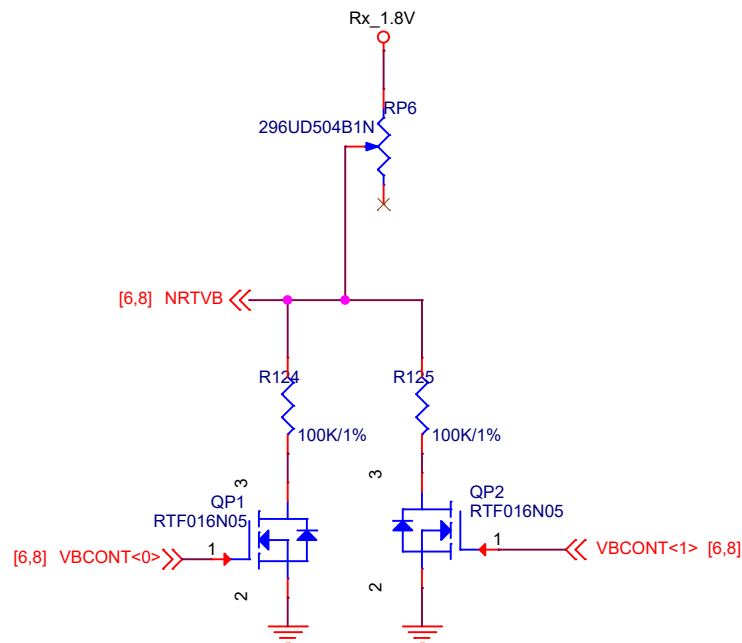 Rx_1.8V
RP6
296UD504B1N
[6,8] NRTVB
R124
R125
100K/1%
100K/1%
3
3
QP1
RTF016N05
QP2
RTF016N05
[6,8] VBCONT<0>
1
1
VBCONT<1> [6,8]
2
2